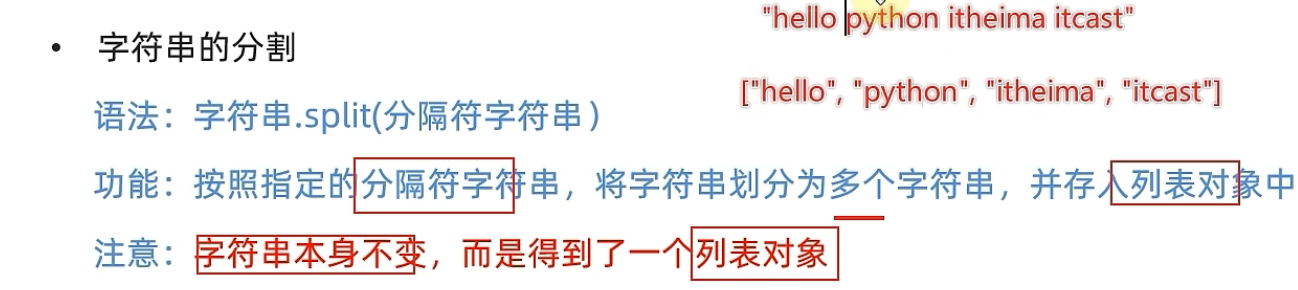 "hello python itheima itcast"
• 字符串的分割
["hello", "python", "itheima", "itcast"]
语法：字符串.split(分隔符字符串）
功能：按照指定的分隔符字符串，将字符串划分为多个字符串，并存入列表对象中
注意：字符串本身不变，而是得到了一个列表对象